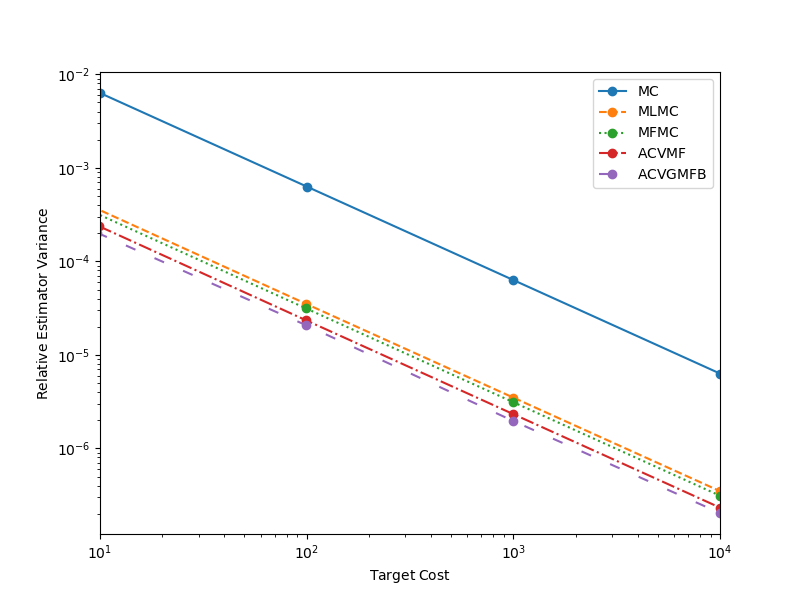 10⁻²
10⁻³
10⁻⁴
10⁻⁵
10⁻⁶
Relative Estimator Variance
MC
MLMC
MFMC
ACVMF
ACVGMFB
10¹
10²
10³
10⁴
Target Cost